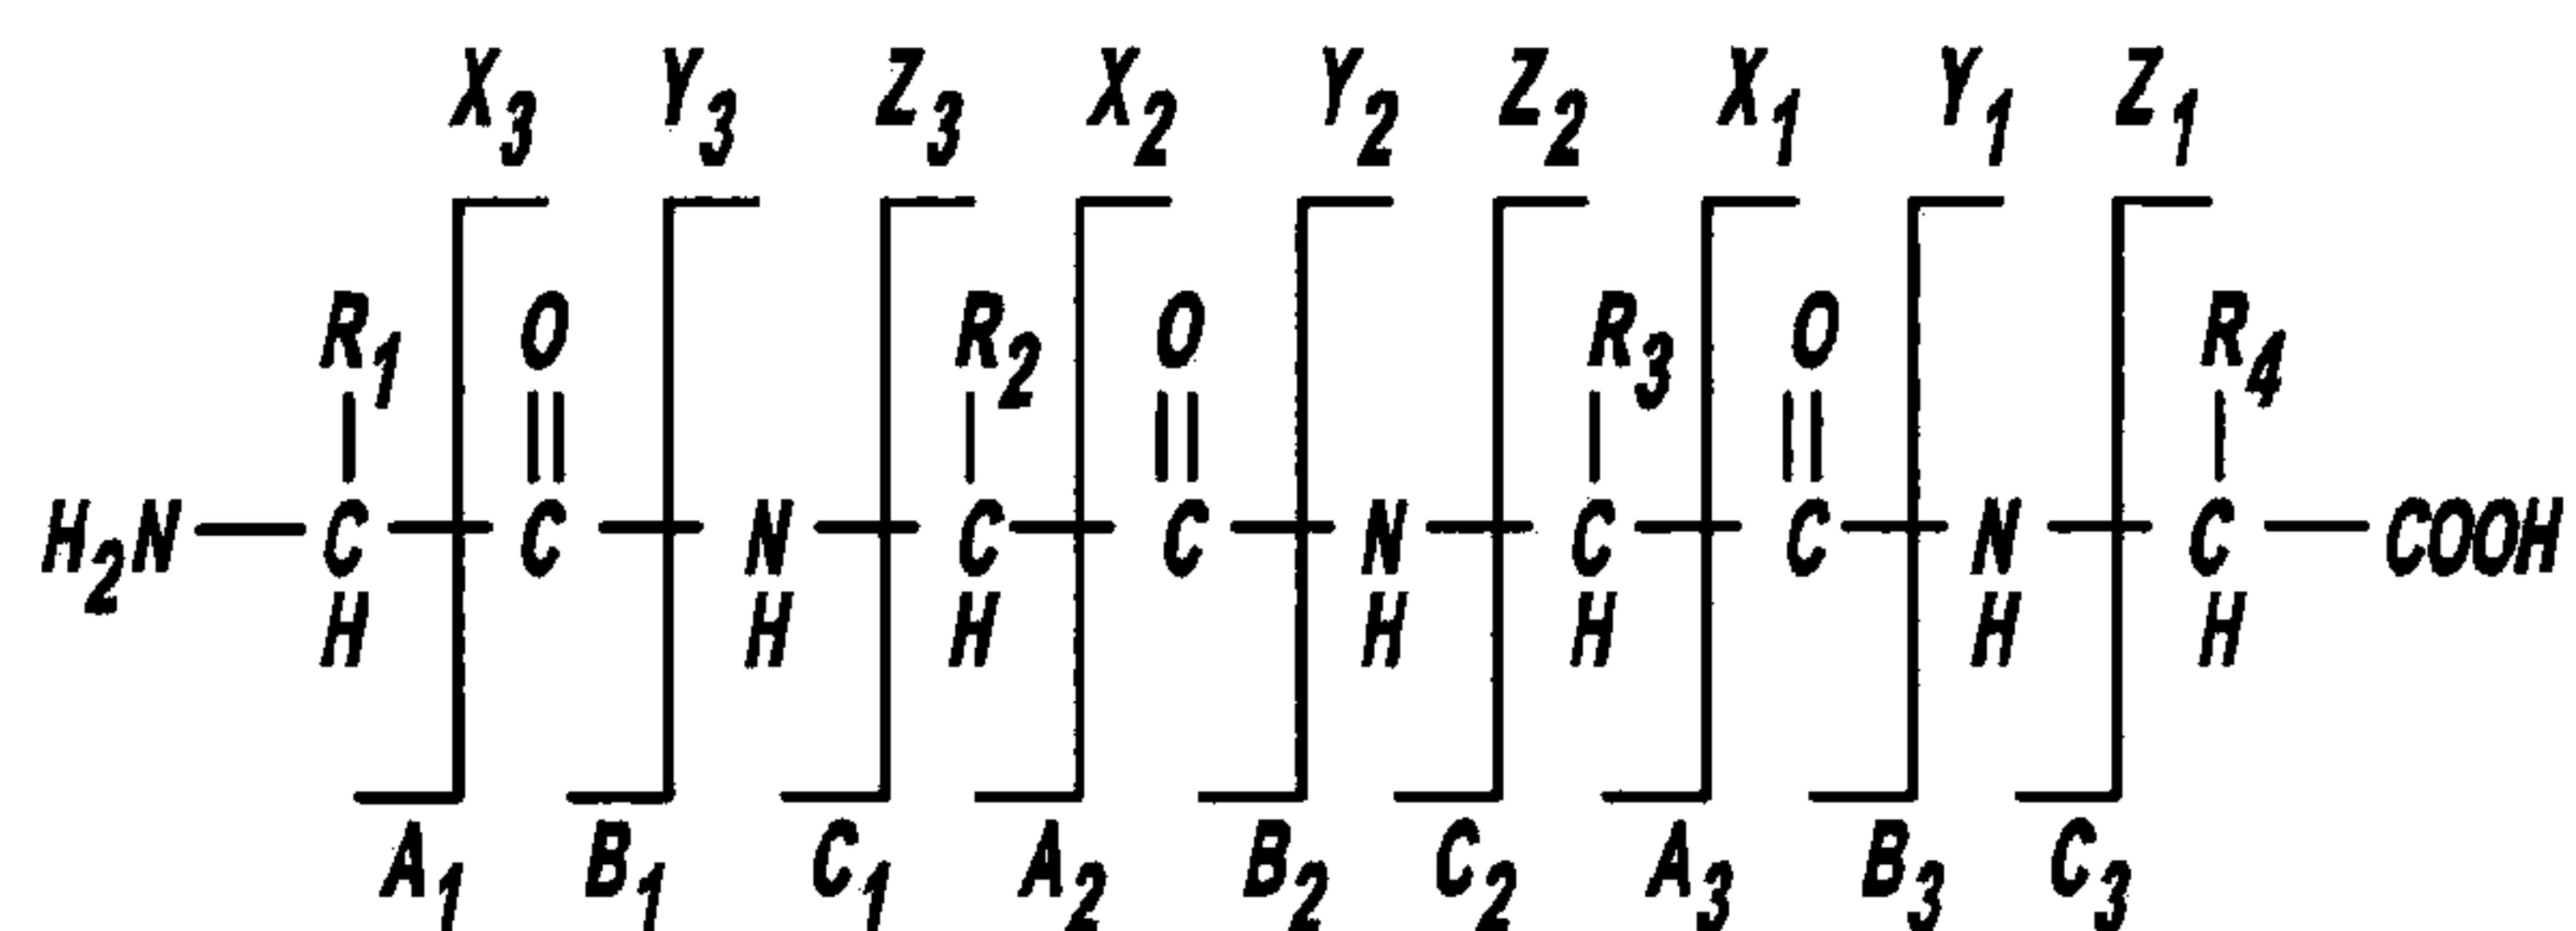 X3 Y3 Z3 X2 Y2 Z2 X1 Y1 Z1
R1 O R2 O R3 O R4
H2N C C N C C N C C N C COOH
H H H H H H H
A1 B1 C1 A2 B2 C2 A3 B3 C3